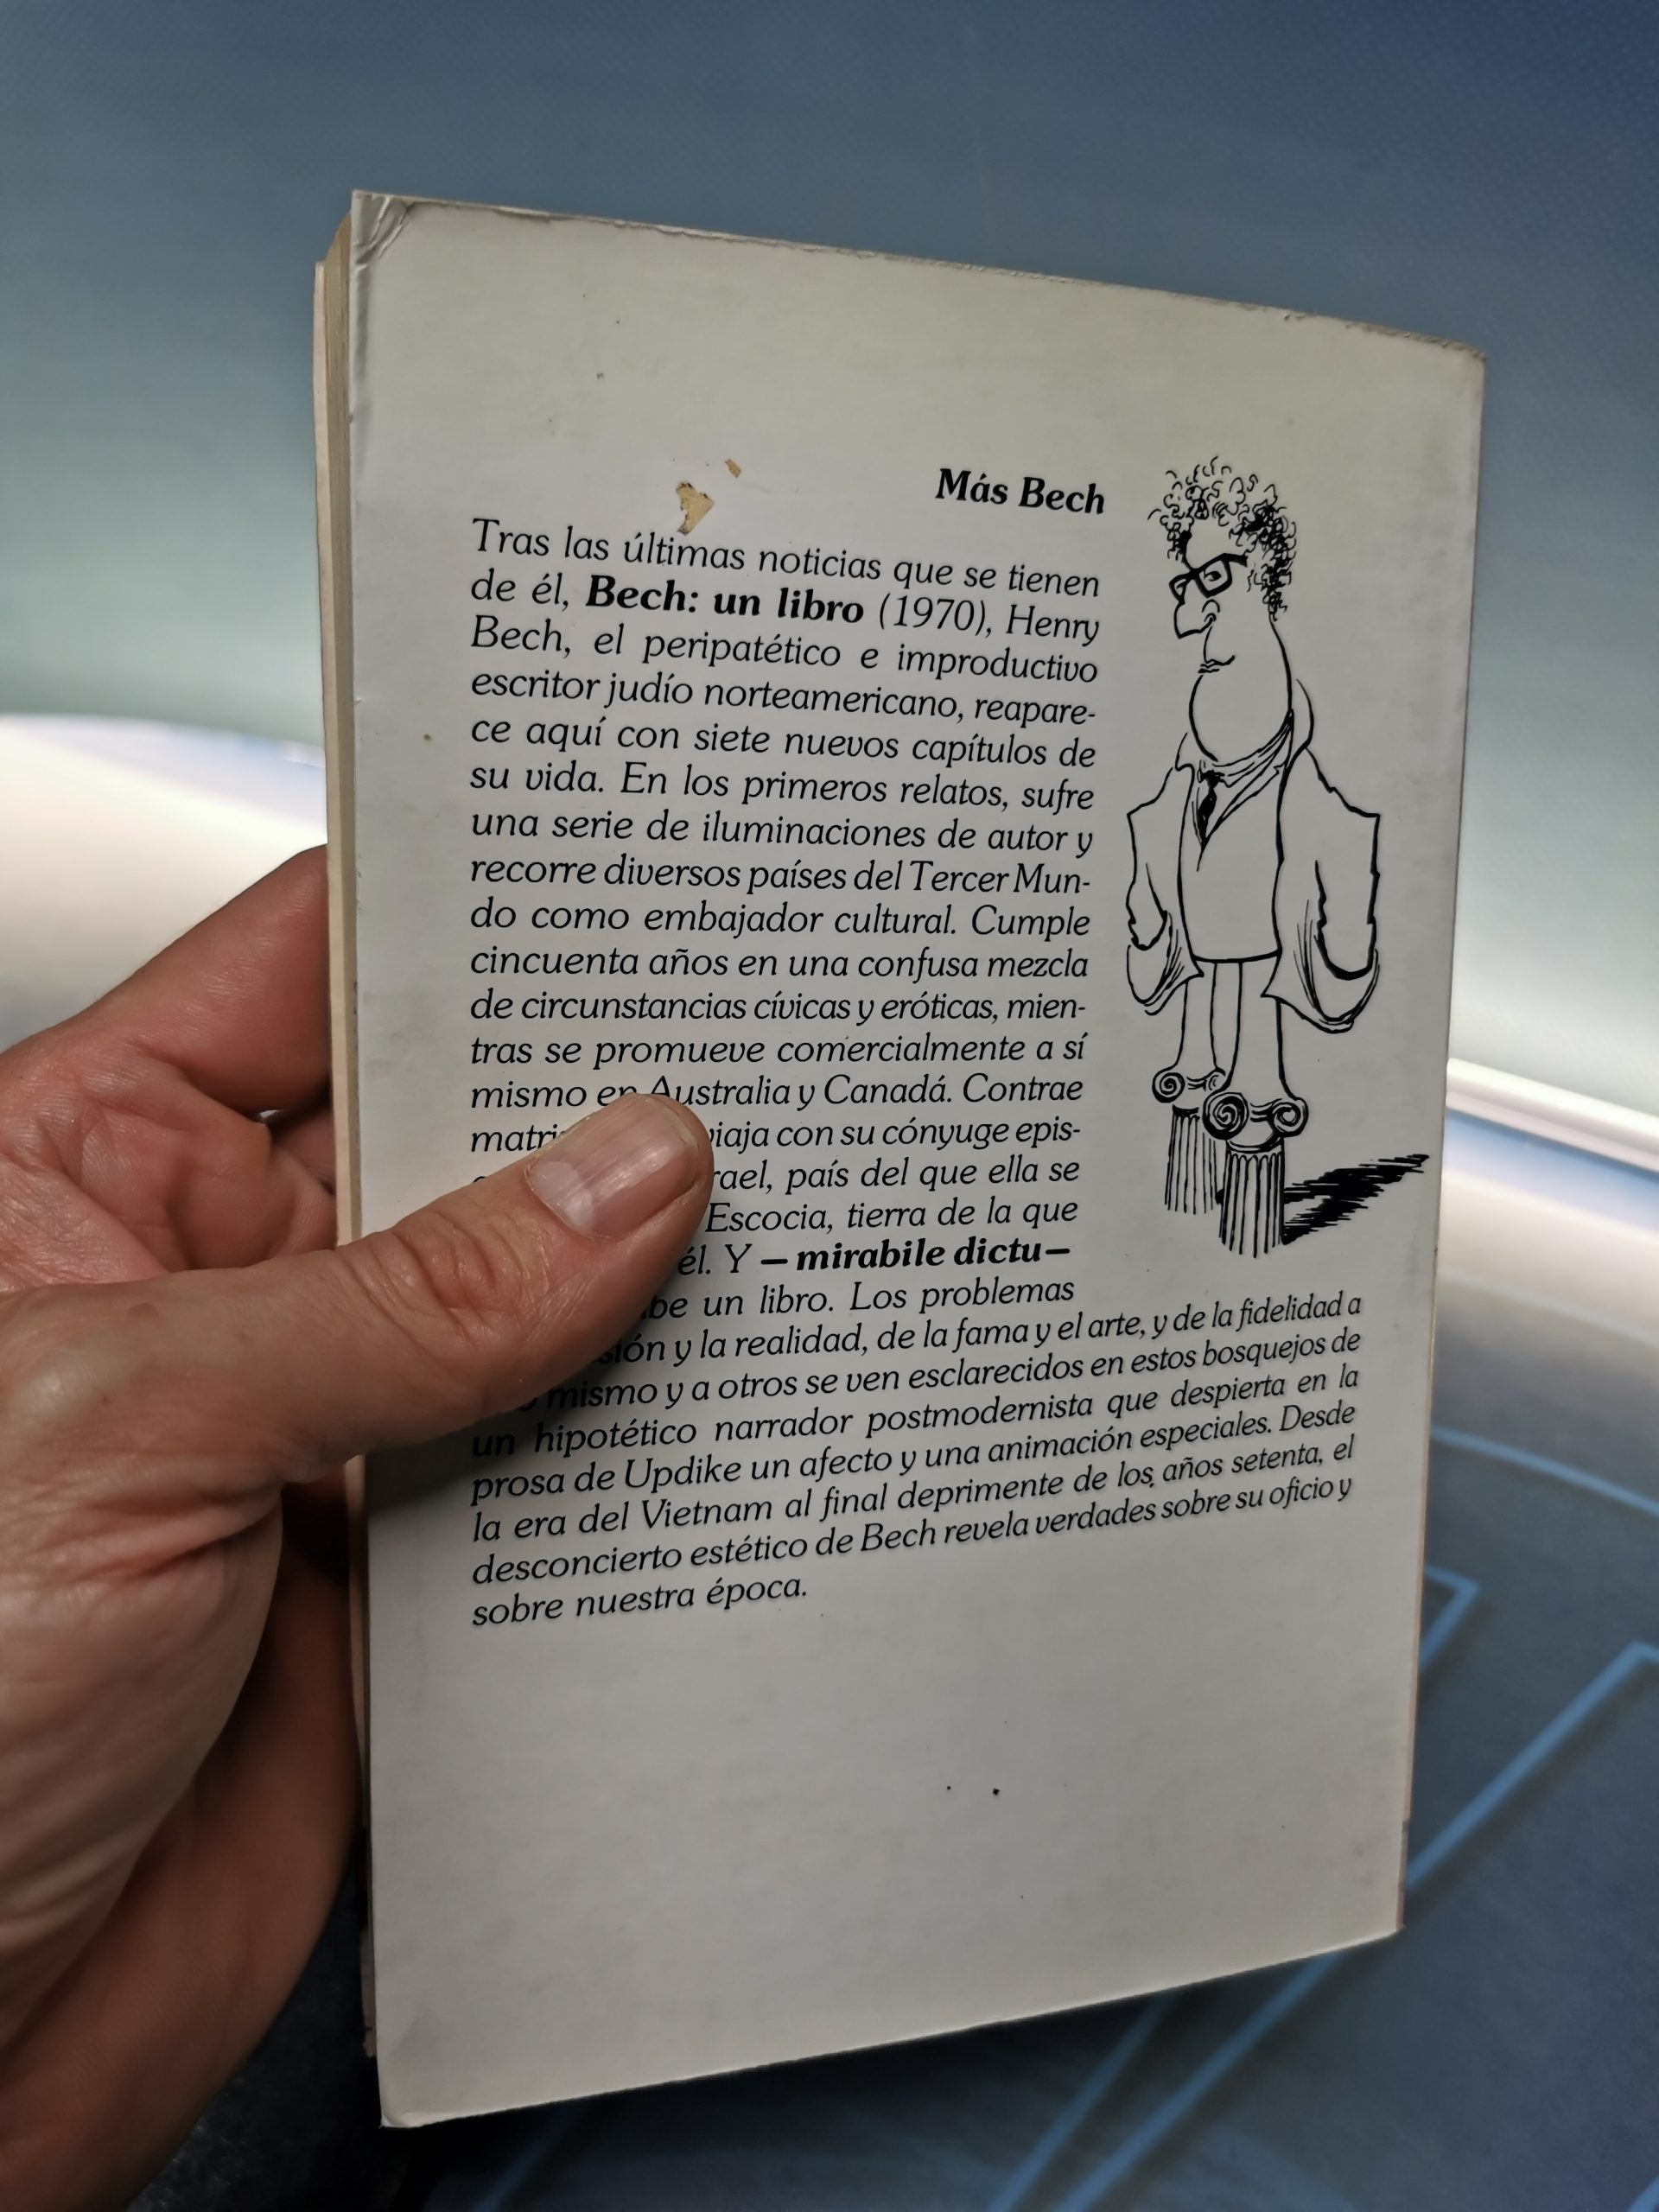 Más Bech
Tras las últimas noticias que se tienen
de él, Bech: un libro (1970), Henry
Bech, el peripatético e improductivo
escritor judío norteamericano, reapare-
ce aquí con siete nuevos capítulos de
su vida. En los primeros relatos, sufre
una serie de iluminaciones de autor y
recorre diversos países del Tercer Mun-
do como embajador cultural. Cumple
cincuenta años en una confusa mezcla
de circunstancias cívicas y eróticas, mien-
tras se promueve comercialmente a sí
mismo en Australia y Canadá. Contrae
viaja con su cónyuge epis-
país del que ella se
Escocia, tierra de la que
él. Y —mirabile dictu—
un libro. Los problemas
y la realidad, de la fama y el arte, y de la fidelidad a
mismo y a otros se ven esclarecidos en estos bosquejos de
un hipotético narrador postmodernista que despierta en la
prosa de Updike un afecto y una animación especiales. Desde
la era del Vietnam al final deprimente de los años setenta, el
desconcierto estético de Bech revela verdades sobre su oficio y
sobre nuestra época.